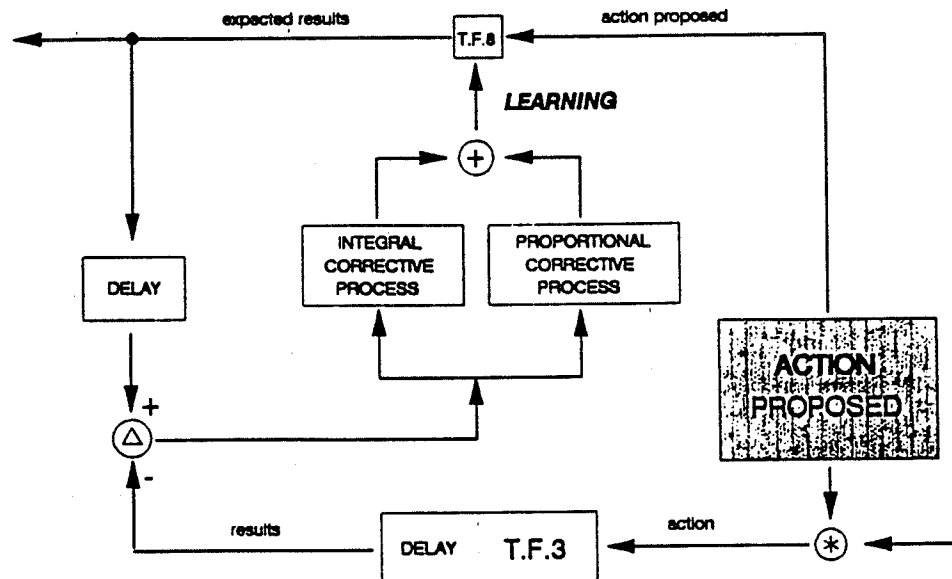 expected results
action proposed
T.F.8
LEARNING
+
INTEGRAL
CORRECTIVE
PROCESS
PROPORTIONAL
CORRECTIVE
PROCESS
DELAY
ACTION
PROPOSED
+
Δ
-
results
DELAY T.F.3
action
*